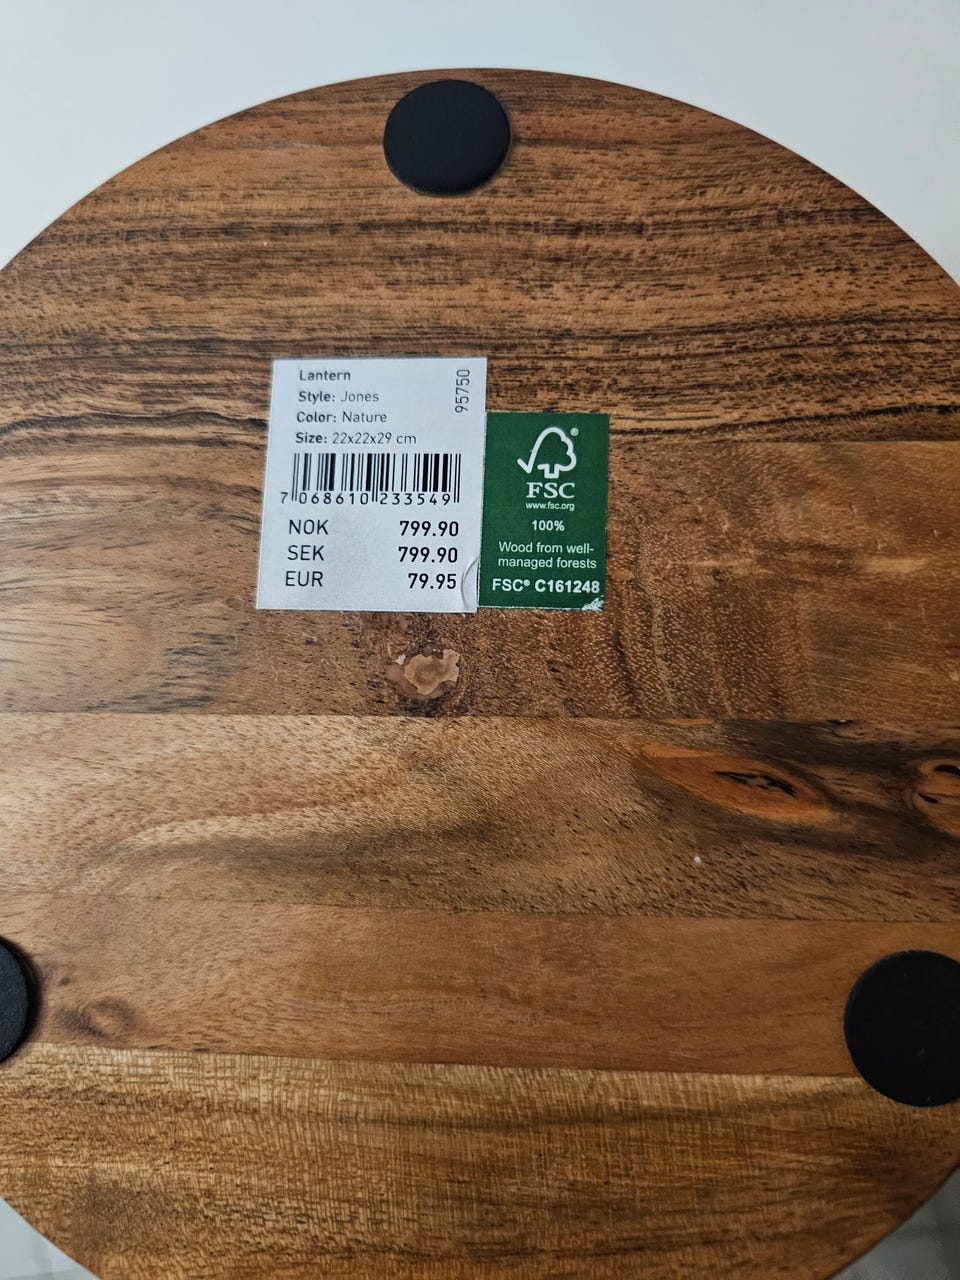 Lantern
Style: Jones
Color: Nature
Size: 22x22x29 cm
95750
7 068610 233549
NOK 799.90
SEK 799.90
EUR 79.95
®
FSC
www.fsc.org
100%
Wood from well-
managed forests
FSC® C161248